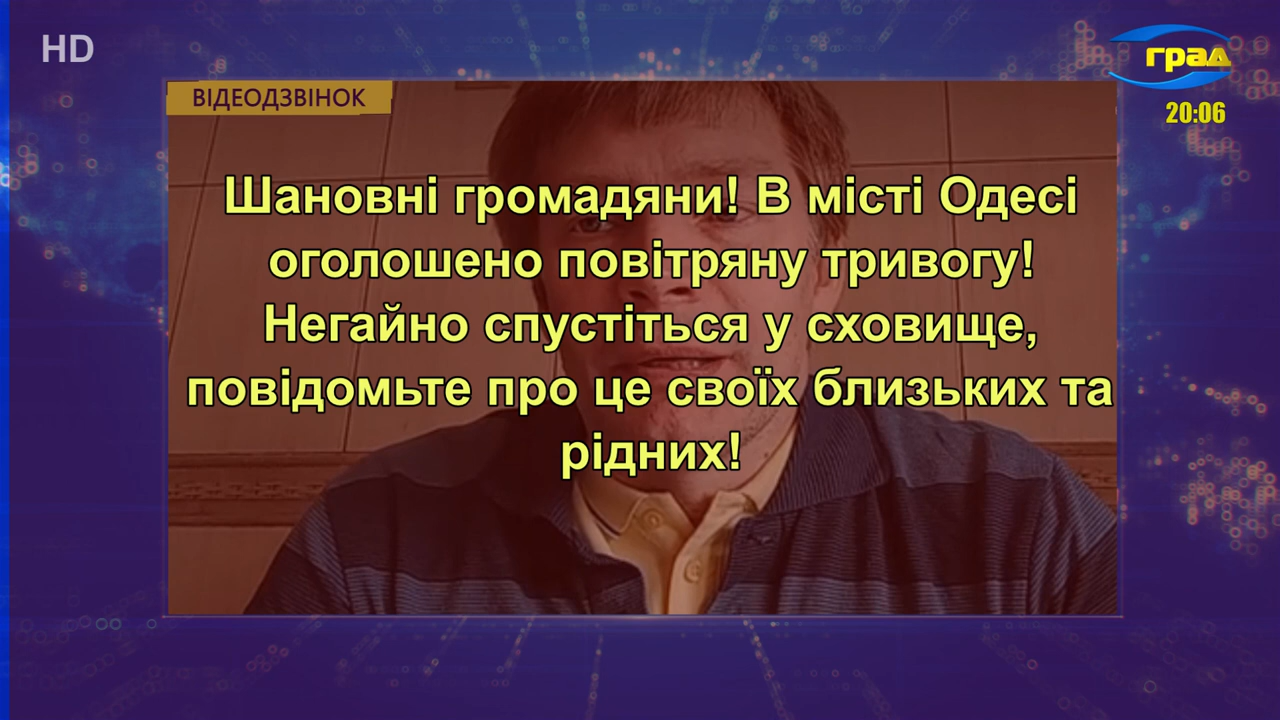 HD
град
20:06
ВІДЕОДЗВІНОК
Шановні громадяни! В місті Одесі
оголошено повітряну тривогу!
Негайно спустіться у сховище,
повідомьте про це своїх близьких та
рідних!